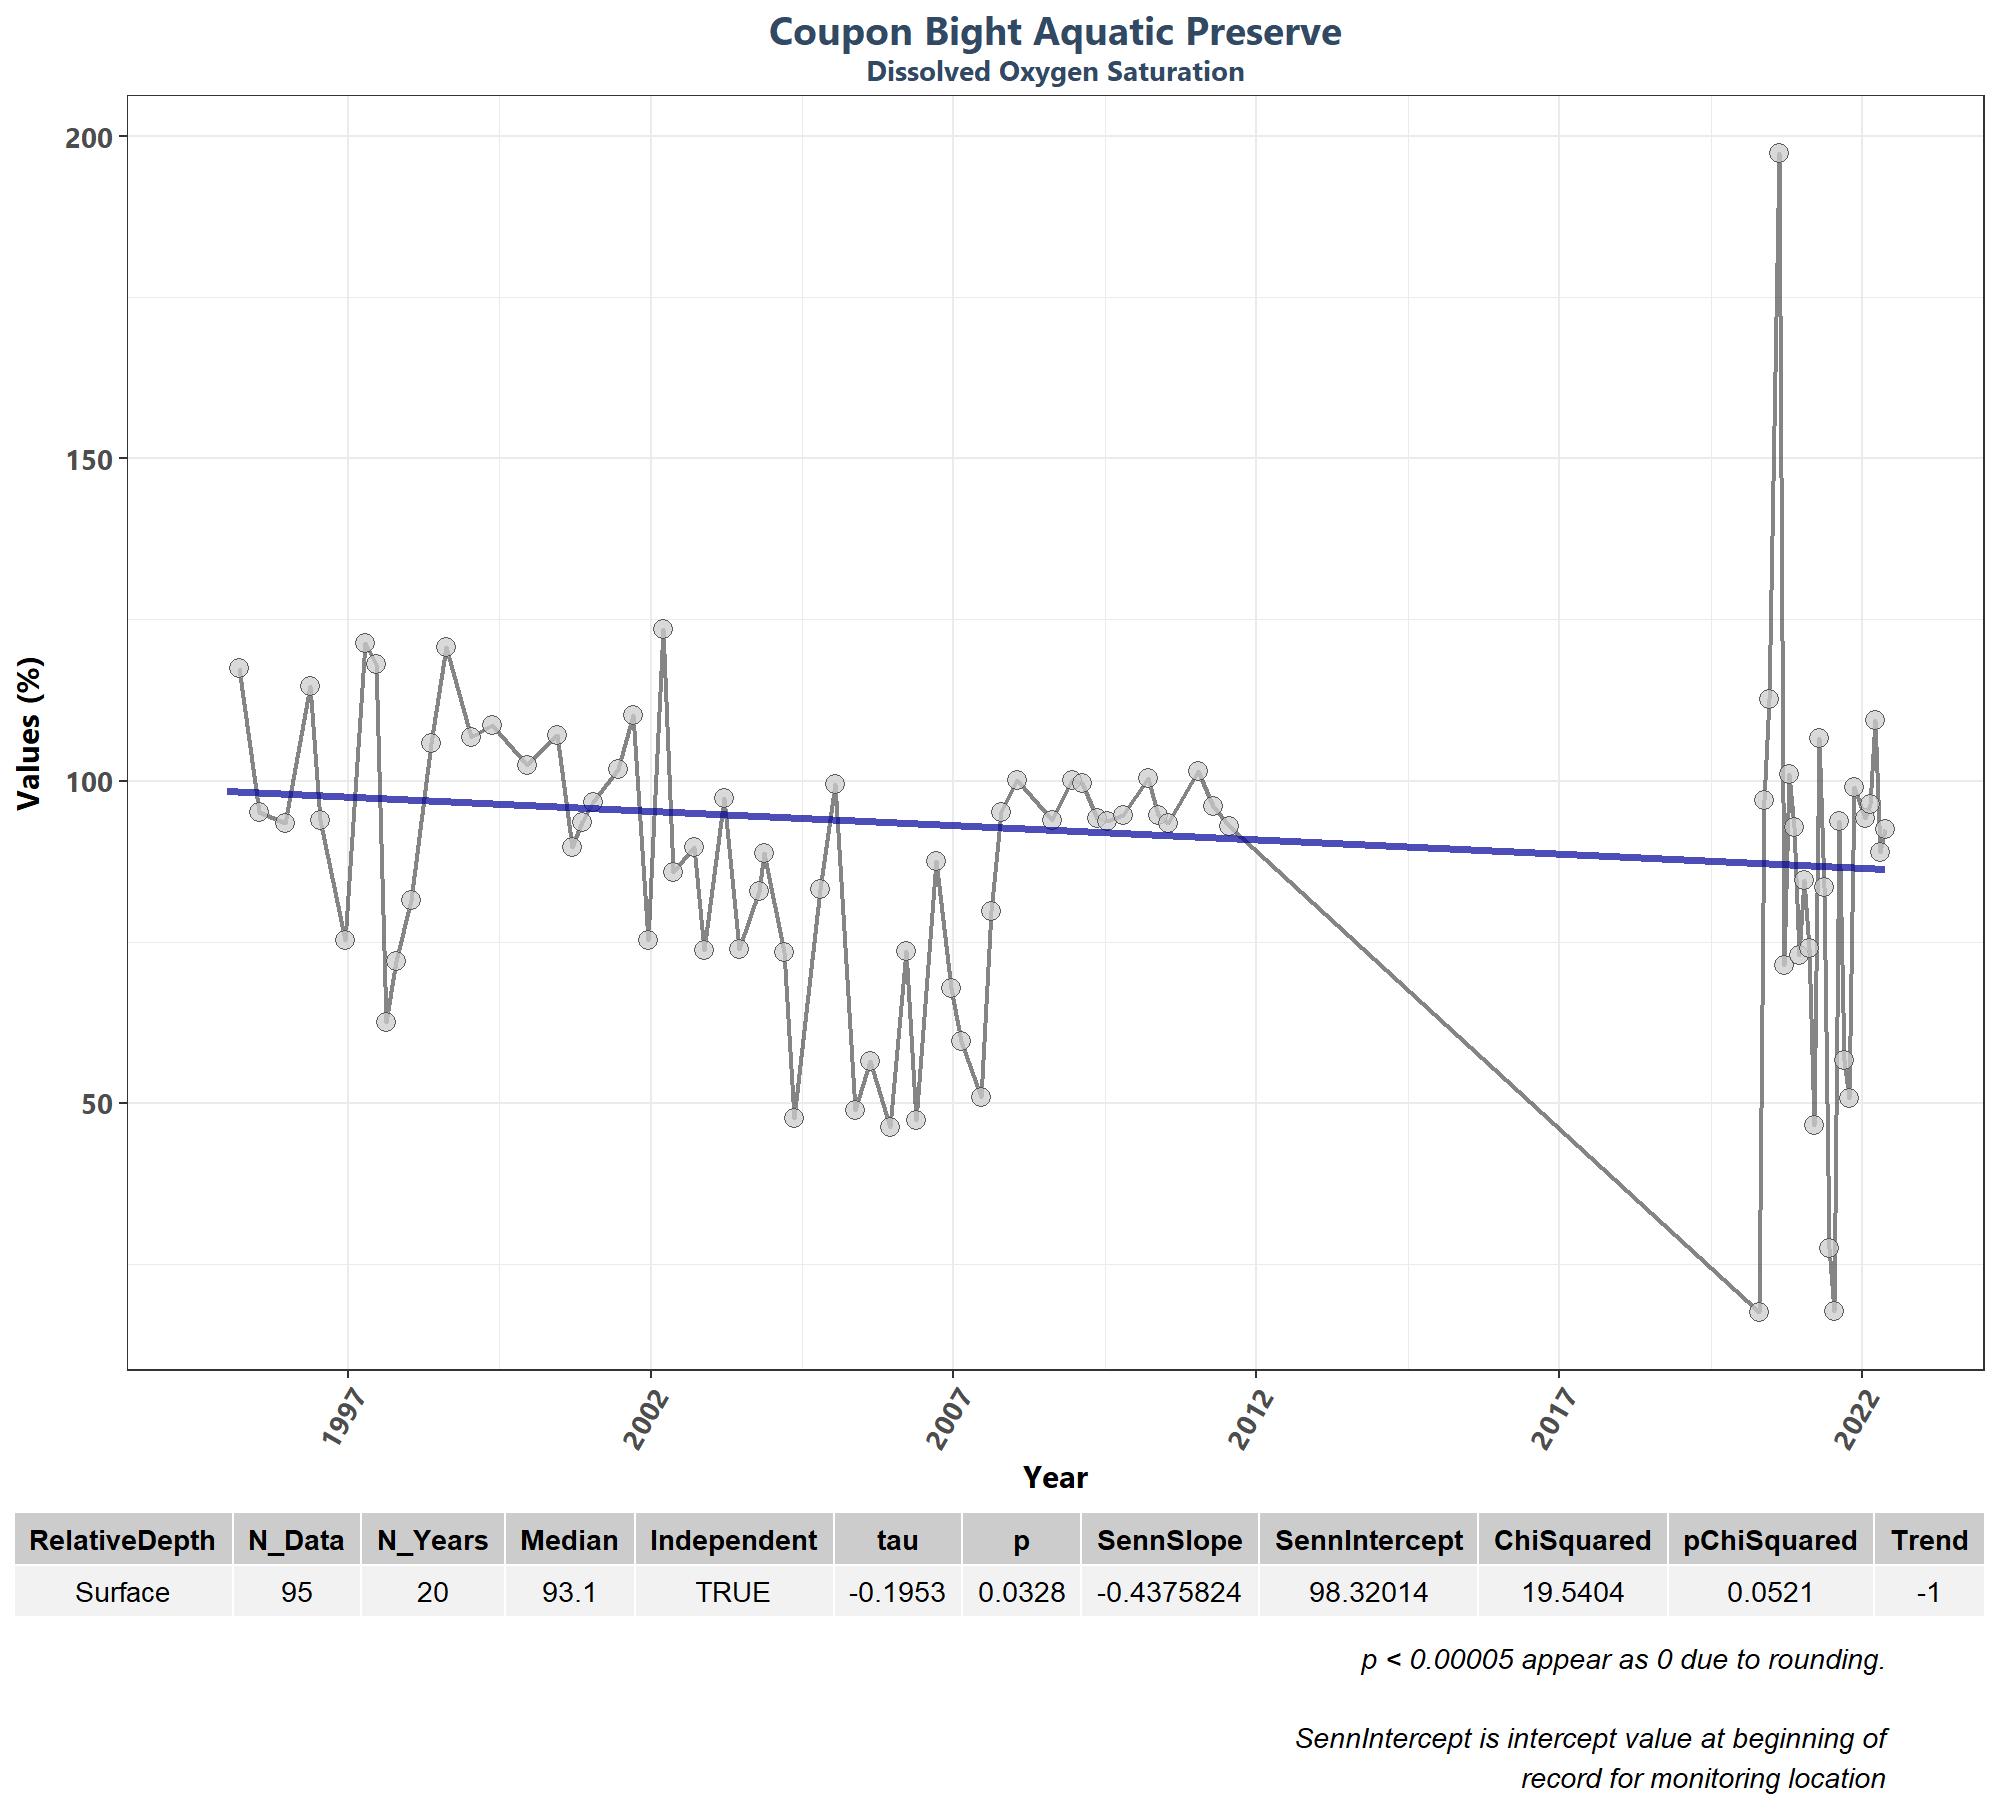 Coupon Bight Aquatic Preserve
Dissolved Oxygen Saturation
200
150
100
50
Values (%)
1997 2002 2007 2012 2017 2022
Year
RelativeDepth N_Data N_Years Median Independent tau p SennSlope SennIntercept ChiSquared pChiSquared Trend
Surface 95 20 93.1 TRUE -0.1953 0.0328 -0.4375824 98.32014 19.5404 0.0521 -1
p < 0.00005 appear as 0 due to rounding.
SennIntercept is intercept value at beginning of
record for monitoring location